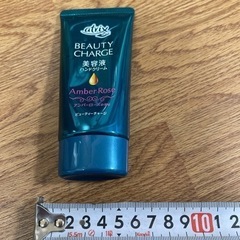 atrix
BEAUTY
CHARGE
美容液
ハンドクリーム
Amber Rose
アンバーローズの香り
ビューティーチャージ
1 2 3 4 5 6 7 8 9 10 1
5.5m